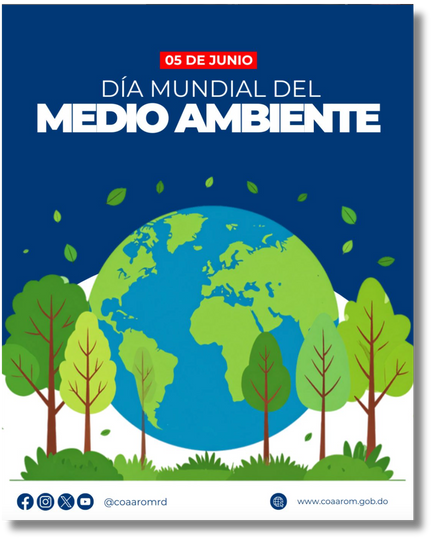 05 DE JUNIO
DÍA MUNDIAL DEL
MEDIO AMBIENTE
@coaaromrd
www.coaarom.gob.do